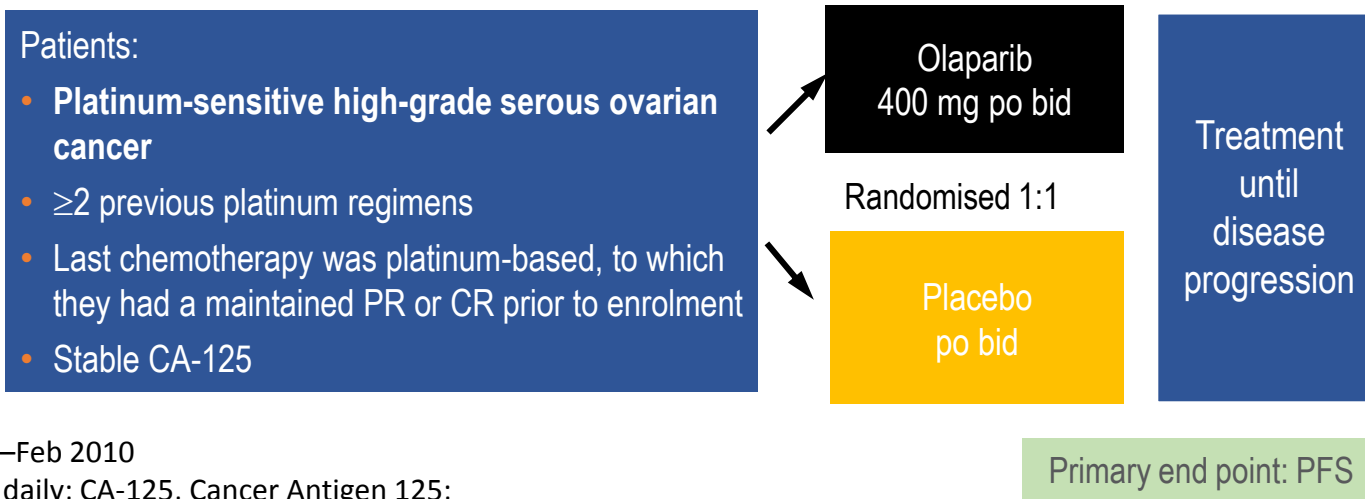 Patients:
• Platinum-sensitive high-grade serous ovarian
cancer
• ≥2 previous platinum regimens
• Last chemotherapy was platinum-based, to which
they had a maintained PR or CR prior to enrolment
• Stable CA-125
Olaparib
400 mg po bid
Randomised 1:1
Placebo
po bid
Treatment
until
disease
progression
–Feb 2010
daily; CA-125, Cancer Antigen 125;
Primary end point: PFS